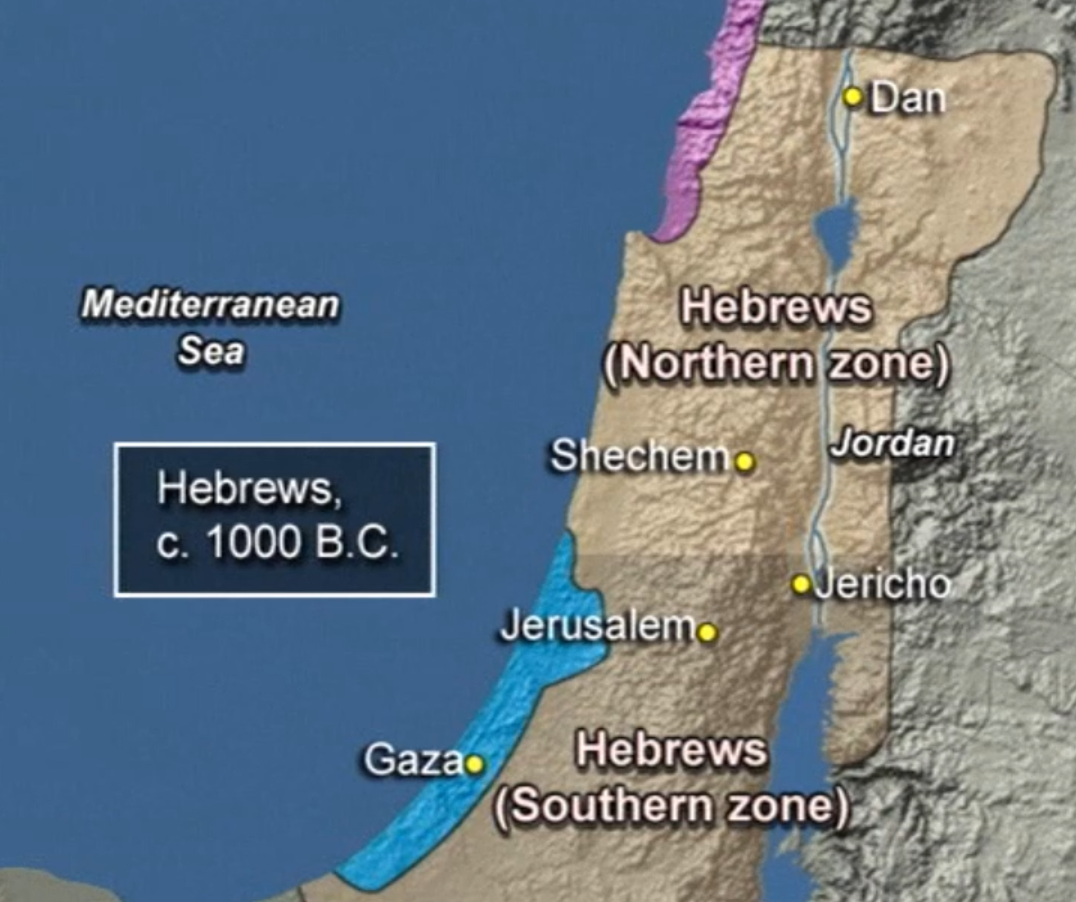 Dan
Mediterranean
Sea
Hebrews
(Northern zone)
Shechem
Jordan
Hebrews,
c. 1000 B.C.
Jericho
Jerusalem
Gaza
Hebrews
(Southern zone)